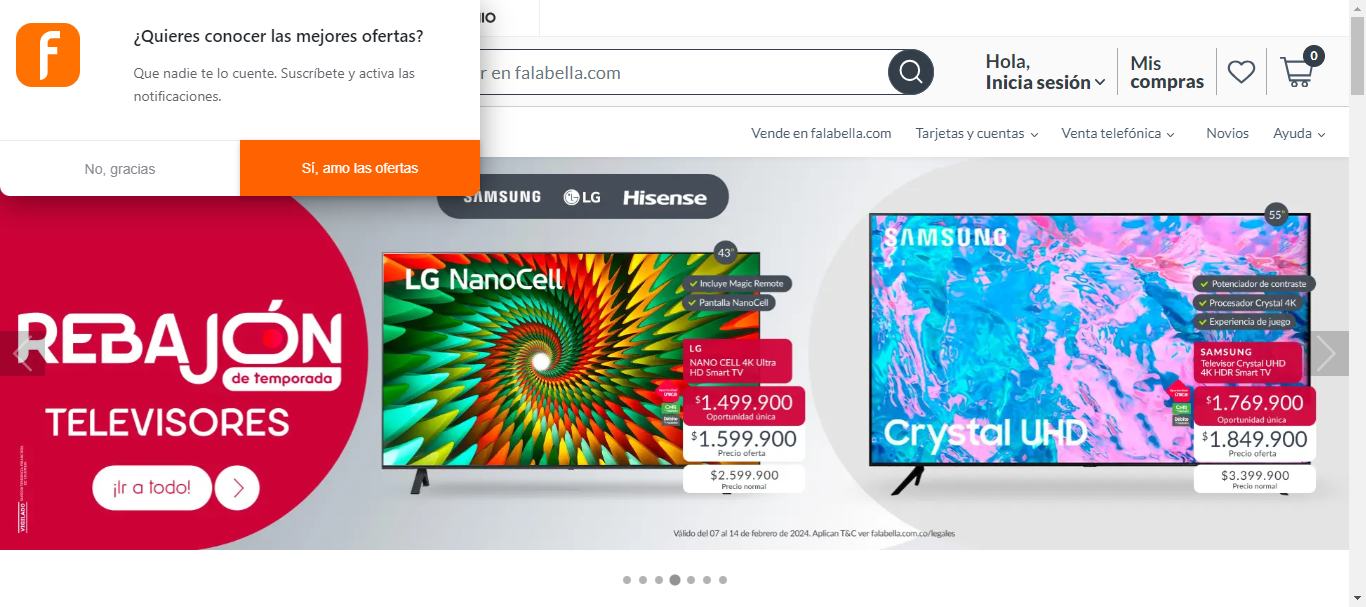 ¿Quieres conocer las mejores ofertas?
Que nadie te lo cuente. Suscríbete y activa las
notificaciones.
No, gracias
Sí, amo las ofertas
IO
r en falabella.com
Hola,
Inicia sesión
Mis
compras
0
Vende en falabella.com
Tarjetas y cuentas
Venta telefónica
Novios
Ayuda
SAMSUNG
LG
Hisense
REBAJÓN
de temporada
TELEVISORES
¡Ir a todo!
VIGILADO
43"
LG NanoCell
Incluye Magic Remote
Pantalla NanoCell
LG
NANO CELL 4K Ultra
HD Smart TV
$1.499.900
Oportunidad única
$1.599.900
Precio oferta
$2.599.900
Precio normal
55"
SAMSUNG
Potenciador de contraste
Procesador Crystal 4K
Experiencia de juego
SAMSUNG
Televisor Crystal UHD
4K HDR Smart TV
$1.769.900
Oportunidad única
$1.849.900
Precio oferta
$3.399.900
Precio normal
Crystal UHD
Válido del 07 al 14 de febrero de 2024. Aplican T&C ver falabella.com.co/legales